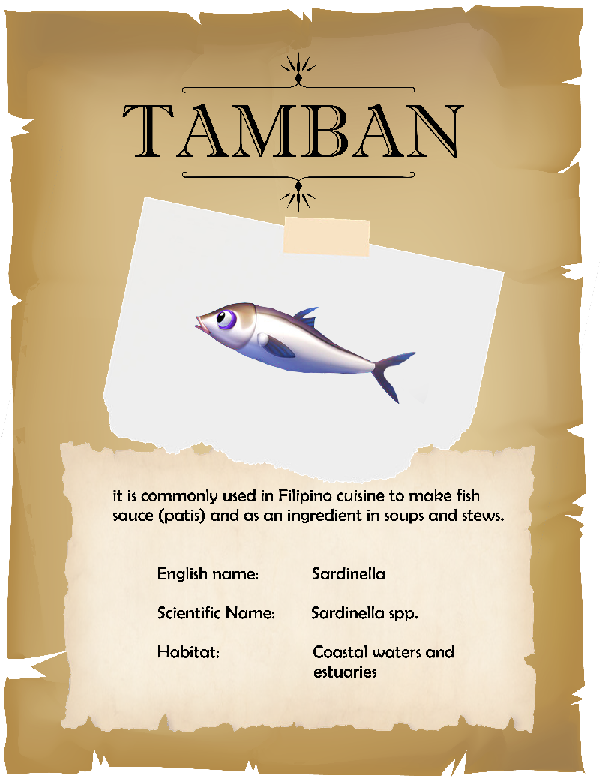 TAMBAN
it is commonly used in Filipino cuisine to make fish
sauce (patis) and as an ingredient in soups and stews.
English name: Sardinella
Scientific Name: Sardinella spp.
Habitat: Coastal waters and
estuaries